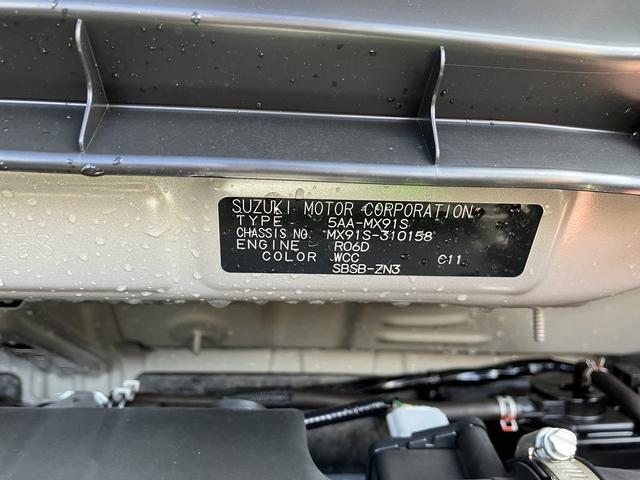 SUZUKI MOTOR CORPORATION
TYPE 5AA-MX91S
CHASSIS NO. MX91S-310158
ENGINE R06D
COLOR WCC C11
SBSB-ZN3